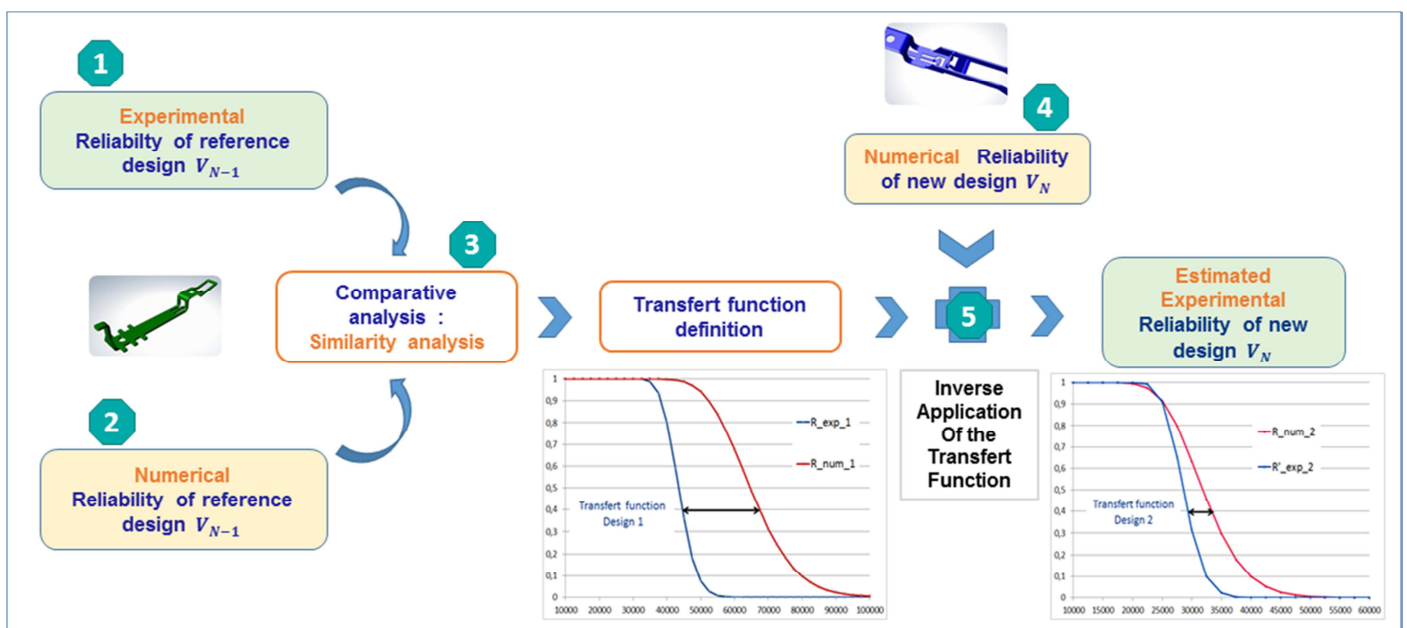 1
Experimental
Reliabilty of reference
design V_{N-1}
2
Numerical
Reliability of reference
design V_{N-1}
3
Comparative
analysis :
Similarity analysis
Transfert function
definition
4
Numerical Reliability
of new design V_N
5
Inverse
Application
Of the
Transfert
Function
Estimated
Experimental
Reliability of new
design V_N
1
0,9
0,8
0,7
0,6
0,5
0,4
0,3
0,2
0,1
0
R_exp_1
R_num_1
Transfert function
Design 1
10000 20000 30000 40000 50000 60000 70000 80000 90000 100000
1
0,9
0,8
0,7
0,6
0,5
0,4
0,3
0,2
0,1
0
R_num_2
R'_exp_2
Transfert function
Design 2
10000 15000 20000 25000 30000 35000 40000 45000 50000 55000 60000